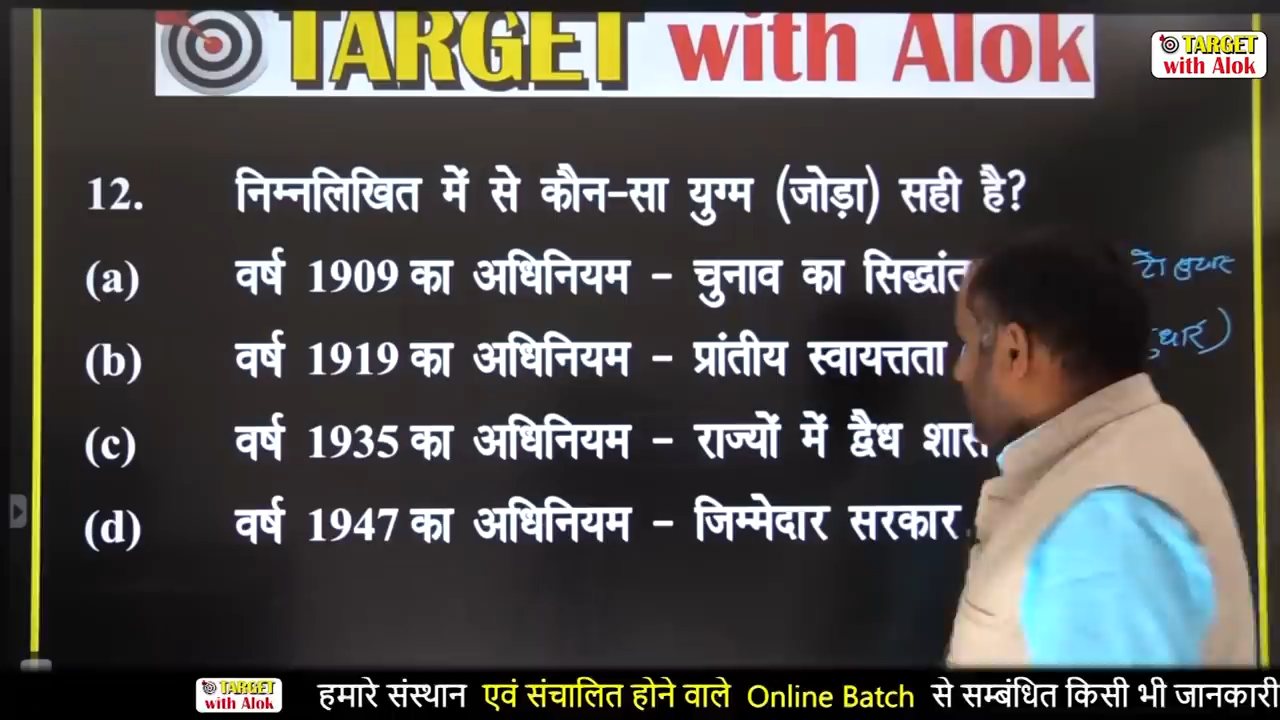 TARGET with Alok
TARGET
with Alok
12. निम्नलिखित में से कौन-सा युग्म (जोड़ा) सही है?
(a) वर्ष 1909 का अधिनियम – चुनाव का सिद्धांत
(b) वर्ष 1919 का अधिनियम – प्रांतीय स्वायत्तता
(c) वर्ष 1935 का अधिनियम – राज्यों में द्वैध
(d) वर्ष 1947 का अधिनियम – जिम्मेदार सरकार
TARGET
with Alok
हमारे संस्थान एवं संचालित होने वाले Online Batch से सम्बंधित किसी भी जानकारी